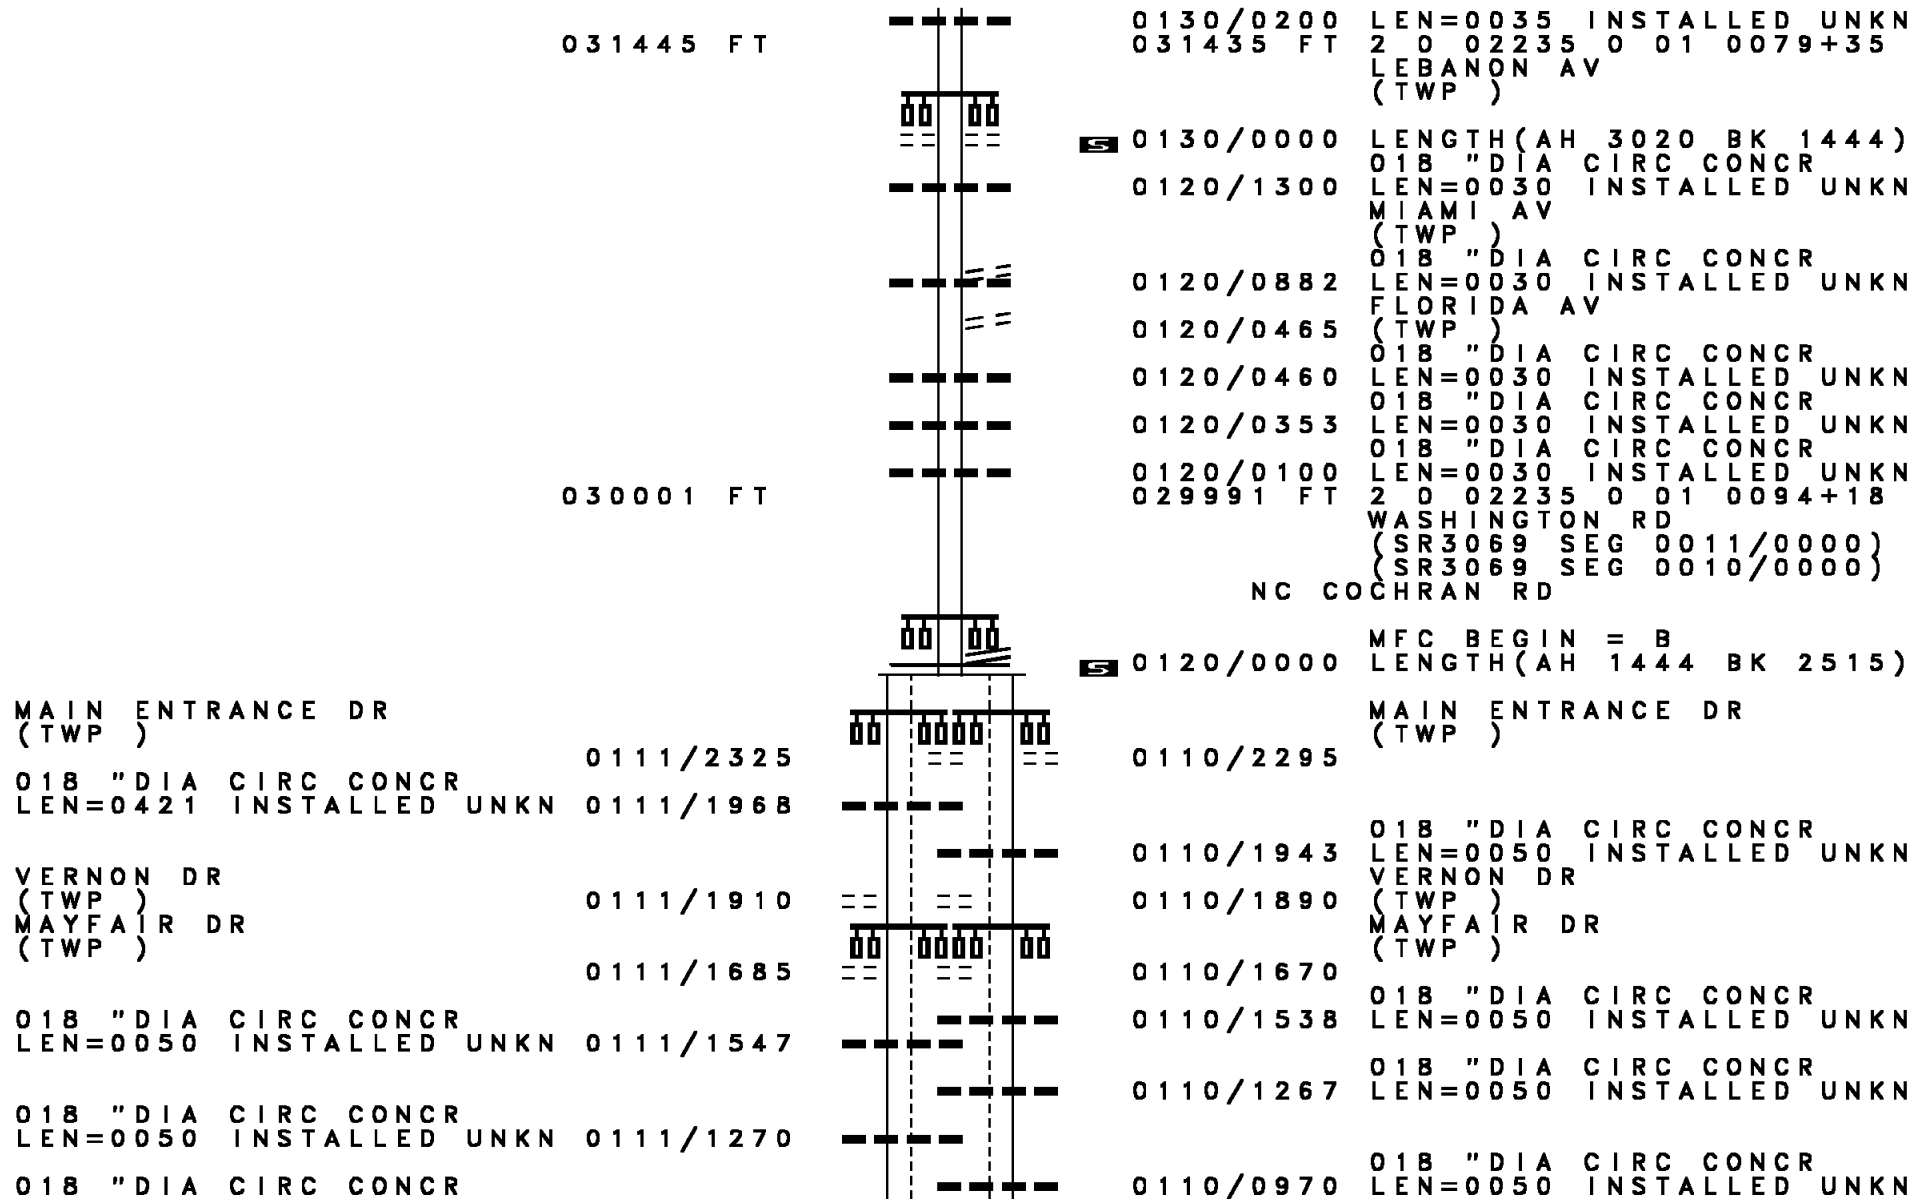 0130/0200 LEN=0035 INSTALLED UNKN
031445 FT 031435 FT 2 0 02235 0 01 0079+35
LEBANON AV
(TWP )
S 0130/0000 LENGTH(AH 3020 BK 1444)
018 "DIA CIRC CONCR
0120/1300 LEN=0030 INSTALLED UNKN
MIAMI AV
(TWP )
018 "DIA CIRC CONCR
0120/0882 LEN=0030 INSTALLED UNKN
FLORIDA AV
0120/0465 (TWP )
018 "DIA CIRC CONCR
0120/0460 LEN=0030 INSTALLED UNKN
018 "DIA CIRC CONCR
0120/0353 LEN=0030 INSTALLED UNKN
018 "DIA CIRC CONCR
0120/0100 LEN=0030 INSTALLED UNKN
030001 FT 029991 FT 2 0 02235 0 01 0094+18
WASHINGTON RD
(SR3069 SEG 0011/0000)
(SR3069 SEG 0010/0000)
NC COCHRAN RD
MFC BEGIN = B
S 0120/0000 LENGTH(AH 1444 BK 2515)
MAIN ENTRANCE DR MAIN ENTRANCE DR
(TWP ) (TWP )
0111/2325 0110/2295
018 "DIA CIRC CONCR
LEN=0421 INSTALLED UNKN 0111/1968
018 "DIA CIRC CONCR
0110/1943 LEN=0050 INSTALLED UNKN
VERNON DR VERNON DR
(TWP ) 0111/1910 0110/1890 (TWP )
MAYFAIR DR MAYFAIR DR
(TWP ) (TWP )
0111/1685 0110/1670
018 "DIA CIRC CONCR
018 "DIA CIRC CONCR 0110/1538 LEN=0050 INSTALLED UNKN
LEN=0050 INSTALLED UNKN 0111/1547
018 "DIA CIRC CONCR
0110/1267 LEN=0050 INSTALLED UNKN
018 "DIA CIRC CONCR
LEN=0050 INSTALLED UNKN 0111/1270
018 "DIA CIRC CONCR
018 "DIA CIRC CONCR 0110/0970 LEN=0050 INSTALLED UNKN